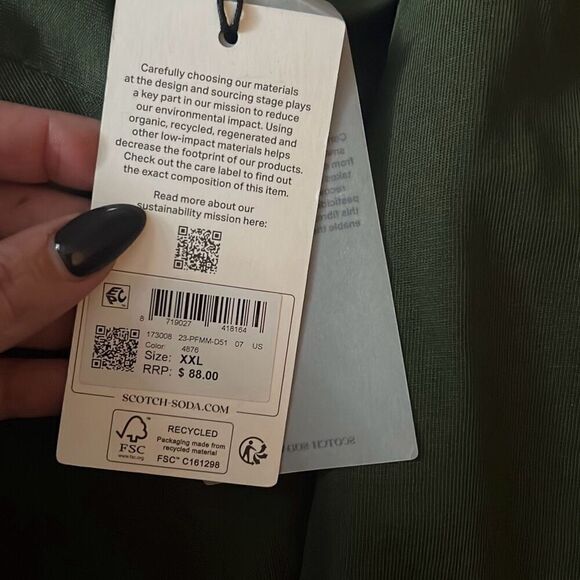 Carefully choosing our materials
at the design and sourcing stage plays
a key part in our mission to reduce
our environmental impact. Using
organic, recycled, regenerated and
other low-impact materials helps
decrease the footprint of our products.
Check out the care label to find out
the exact composition of this item.
Read more about our
sustainability mission here:
8 719027 418164
173008 23-PFMM-D51 07 US
Color: 4876
Size: XXL
RRP: $ 88.00
SCOTCH-SODA.COM
FSC
www.fsc.org
RECYCLED
Packaging made from
recycled material
FSC™ C161298